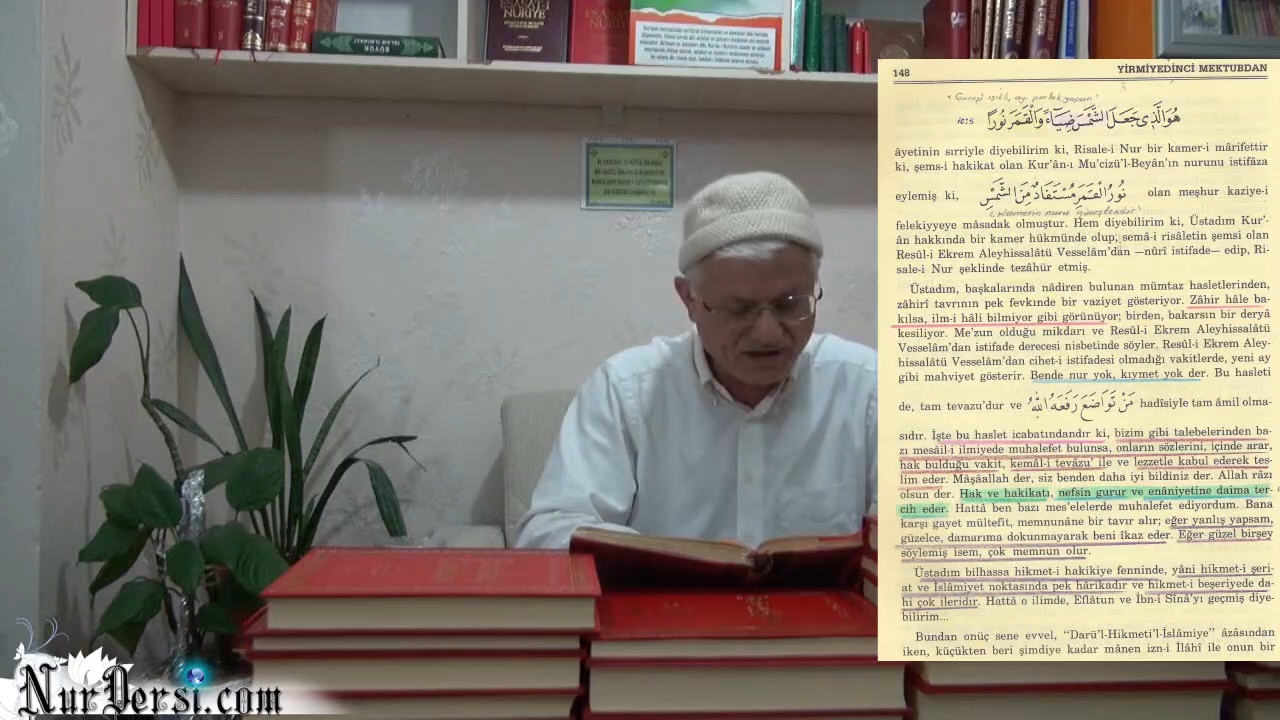 ESASAT-I
NURİYE
BÜYÜK
148 YİRMİYEDİNCİ MEKTUBDAN
10:5 هُوَالَّذِى جَعَلَ الشَّمْسَ ضِيَٓاءً وَالْقَمَرَ نُورًا
âyetinin sırriyle diyebilirim ki, Risale-i Nur bir kamer-i mârifettir
ki, şems-i hakikat olan Kur'ân-ı Mu'cizü'l-Beyân'ın nurunu istifâza
eylemiş ki, نُورُ الْقَمَرِ مُسْتَفَادٌ مِنَ الشَّمْسِ olan meşhur kaziye-i
felekiyyeye mâsadak olmuştur. Hem diyebilirim ki, Üstadım Kur'-
ân hakkında bir kamer hükmünde olup, semâ-i risâletin şemsi olan
Resûl-i Ekrem Aleyhissalâtü Vesselâm'dan —nûrî istifade— edip, Ri-
sale-i Nur şeklinde tezâhür etmiş.
Üstadım, başkalarında nâdiren bulunan mümtaz hasletlerinden,
zâhirî tavrının pek fevkınde bir vaziyet gösteriyor. Zâhir hâle ba-
kılsa, ilm-i hâli bilmiyor gibi görünüyor; birden, bakarsın bir deryâ
kesiliyor. Me'zun olduğu mikdarı ve Resûl-i Ekrem Aleyhissalâtü
Vesselâm'dan istifade derecesi nisbetinde söyler. Resûl-i Ekrem Aley-
hissalâtü Vesselâm'dan cihet-i istifadesi olmadığı vakitlerde, yeni ay
gibi mahviyet gösterir. Bende nur yok, kıymet yok der. Bu hasleti
de, tam tevazu'dur ve مَنْ تَوَاضَعَ رَفَعَهُ اللّٰهُ hadîsiyle tam âmil olma-
sıdır. İşte bu haslet icabatındandır ki, bizim gibi talebelerinden ba-
zı mesâil-i ilmiyede muhalefet bulunsa, onların sözlerini, içinde arar,
hak bulduğu vakit, kemâl-i tevâzu' ile ve lezzetle kabul ederek tes-
lim eder. Mâşâallah der, siz benden daha iyi bildiniz der. Allah râzı
olsun der. Hak ve hakikatı, nefsin gurur ve enâniyetine daima ter-
cih eder. Hattâ ben bazı mes'elelerde muhalefet ediyordum. Bana
karşı gayet mültefit, memnunâne bir tavır alır; eğer yanlış yapsam,
güzelce, damarıma dokunmayarak beni îkaz eder. Eğer güzel birşey
söylemiş isem, çok memnun olur.
Üstadım bilhassa hikmet-i hakikiye fenninde, yâni hikmet-i şeri-
at ve İslâmiyet noktasında pek hârikadır ve hikmet-i beşeriyede da-
hi çok ileridir. Hattâ o ilimde, Eflâtun ve İbn-i Sînâ'yı geçmiş diye-
bilirim...
Bundan onüç sene evvel, "Darü'l-Hikmeti'l-İslâmiye" âzâsından
iken, küçükten beri şimdiye kadar mânen izn-i İlâhî ile onun bir
NurDersi.com